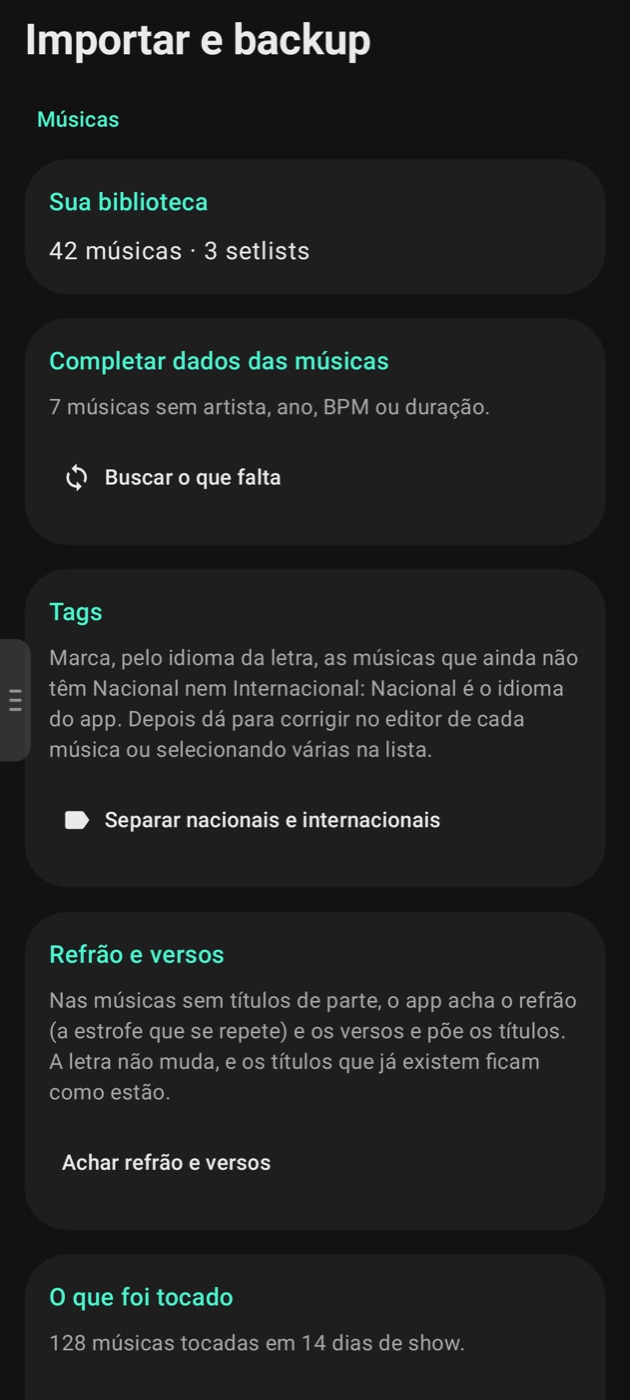 Importar e backup
Músicas
Sua biblioteca
42 músicas · 3 setlists
Completar dados das músicas
7 músicas sem artista, ano, BPM ou duração.
Buscar o que falta
Tags
Marca, pelo idioma da letra, as músicas que ainda não
têm Nacional nem Internacional: Nacional é o idioma
do app. Depois dá para corrigir no editor de cada
música ou selecionando várias na lista.
Separar nacionais e internacionais
Refrão e versos
Nas músicas sem títulos de parte, o app acha o refrão
(a estrofe que se repete) e os versos e põe os títulos.
A letra não muda, e os títulos que já existem ficam
como estão.
Achar refrão e versos
O que foi tocado
128 músicas tocadas em 14 dias de show.